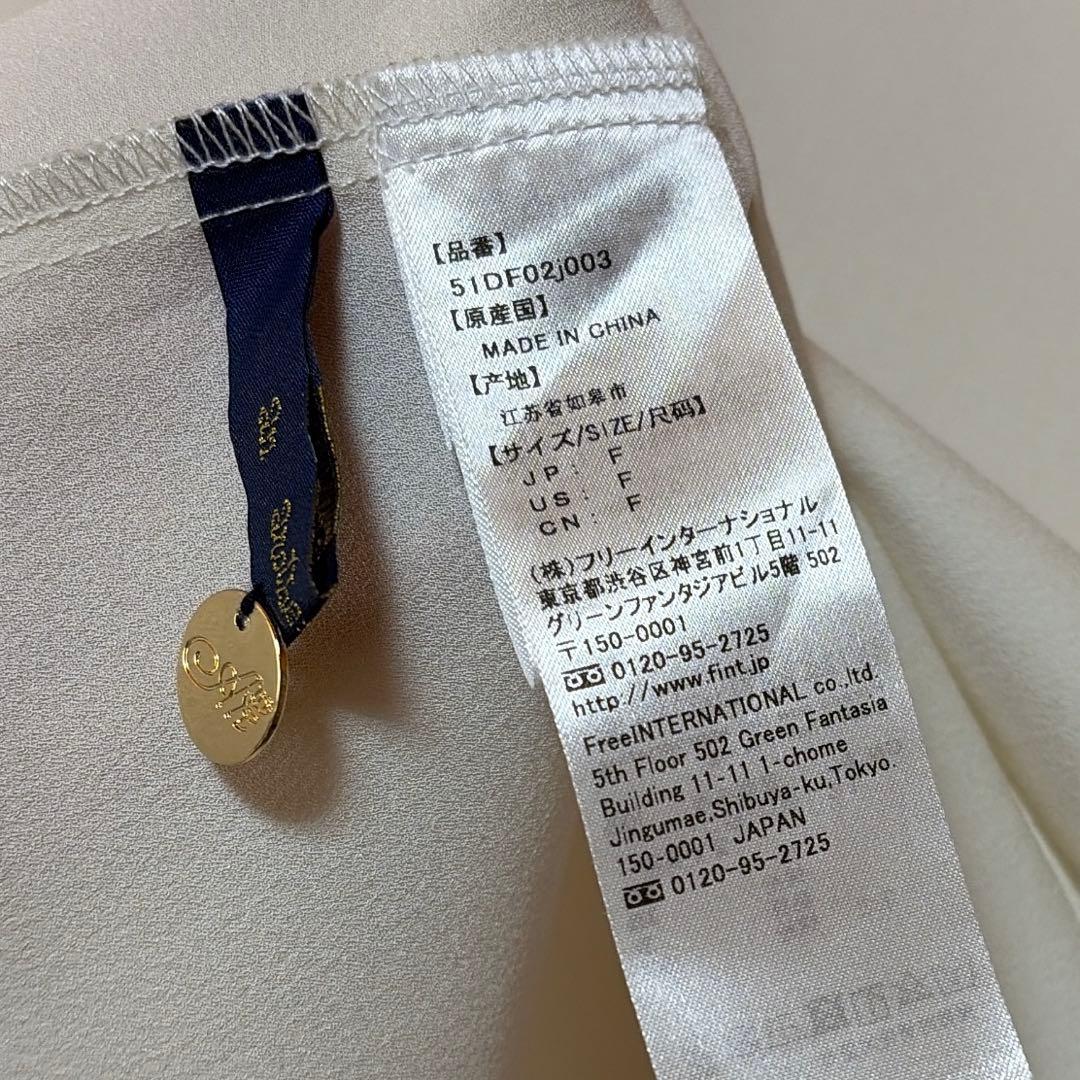 【品番】
51DF02j003
【原産国】
MADE IN CHINA
【产地】
江苏省如皋市
【サイズ/SIZE/尺码】
JP: F
US: F
CN: F
(株)フリーインターナショナル
東京都渋谷区神宮前1丁目11-11
グリーンファンタジアビル5階 502
〒150-0001
0120-95-2725
http://www.fint.jp
FreeINTERNATIONAL co.,ltd.
5th Floor 502 Green Fantasia
Building 11-11 1-chome
Jingumae,Shibuya-ku,Tokyo
150-0001 JAPAN
0120-95-2725